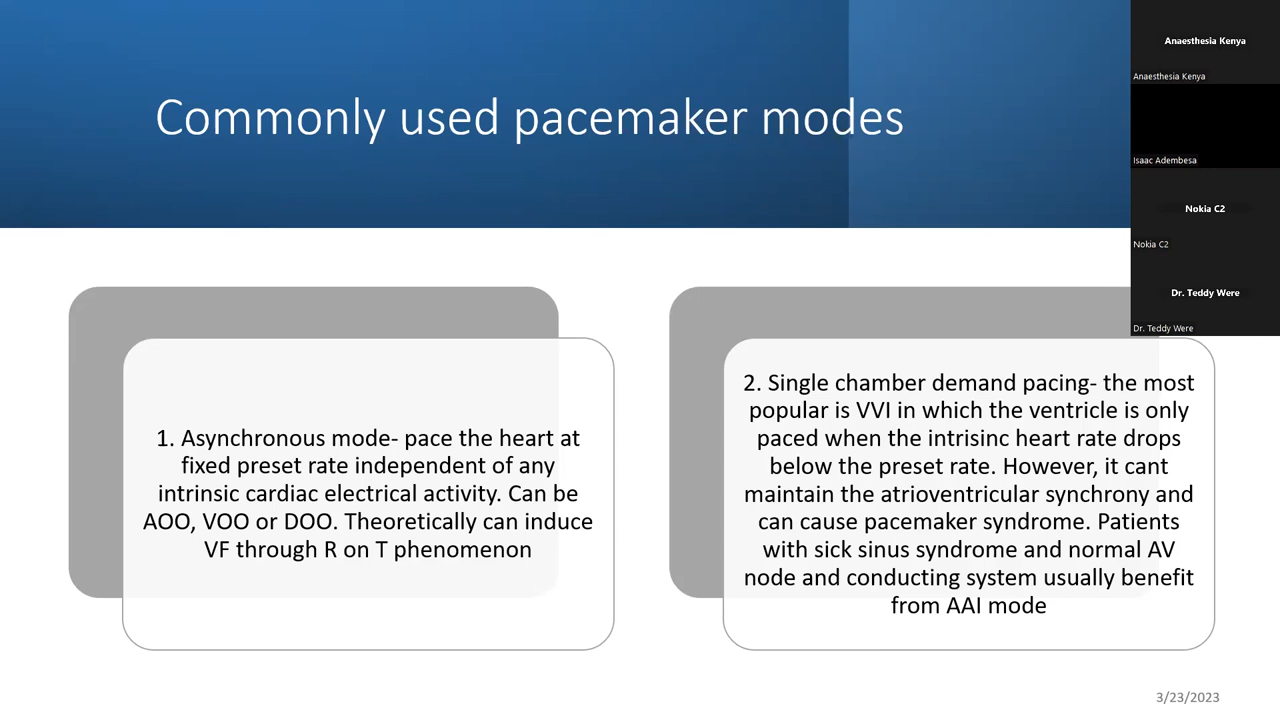 Commonly used pacemaker modes
1. Asynchronous mode- pace the heart at
fixed preset rate independent of any
intrinsic cardiac electrical activity. Can be
AOO, VOO or DOO. Theoretically can induce
VF through R on T phenomenon
2. Single chamber demand pacing- the most
popular is VVI in which the ventricle is only
paced when the intrisinc heart rate drops
below the preset rate. However, it cant
maintain the atrioventricular synchrony and
can cause pacemaker syndrome. Patients
with sick sinus syndrome and normal AV
node and conducting system usually benefit
from AAI mode
3/23/2023
Anaesthesia Kenya
Anaesthesia Kenya
Isaac Adembesa
Nokia C2
Nokia C2
Dr. Teddy Were
Dr. Teddy Were